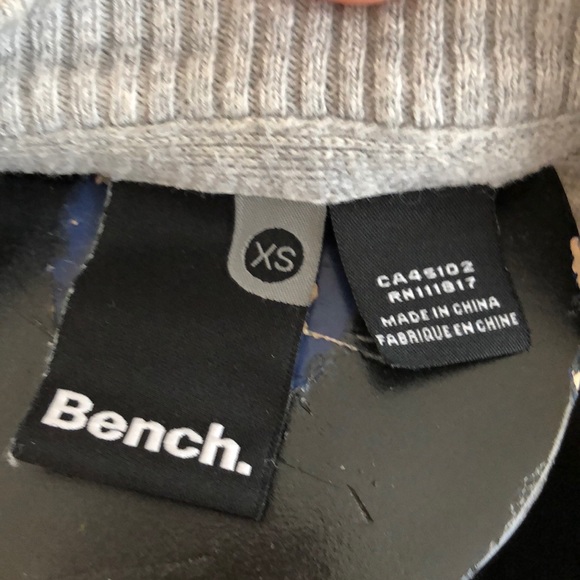 XS
Bench.
CA45102
RN111817
MADE IN CHINA
FABRIQUE EN CHINE